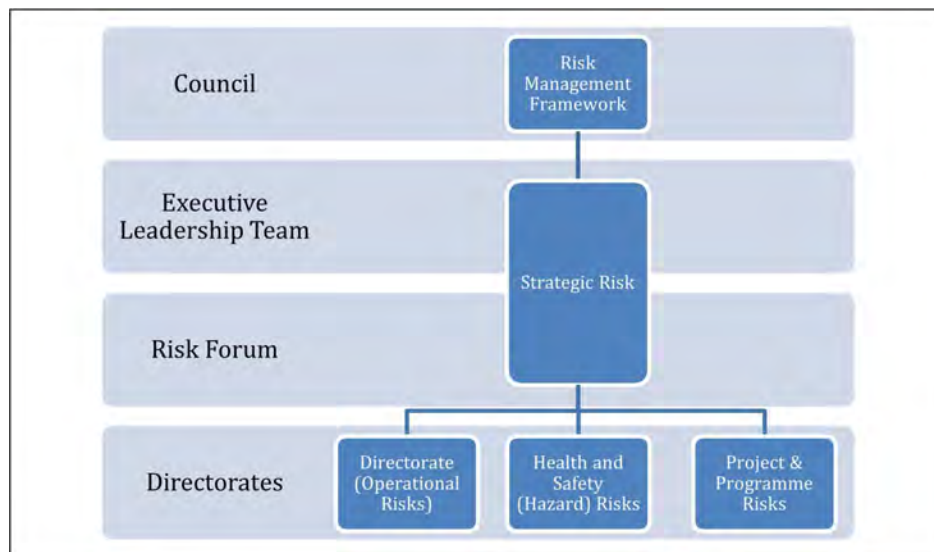 Council
Risk
Management
Framework
Executive
Leadership Team
Strategic Risk
Risk Forum
Directorates
Directorate
(Operational
Risks)
Health and
Safety
(Hazard) Risks
Project &
Programme
Risks